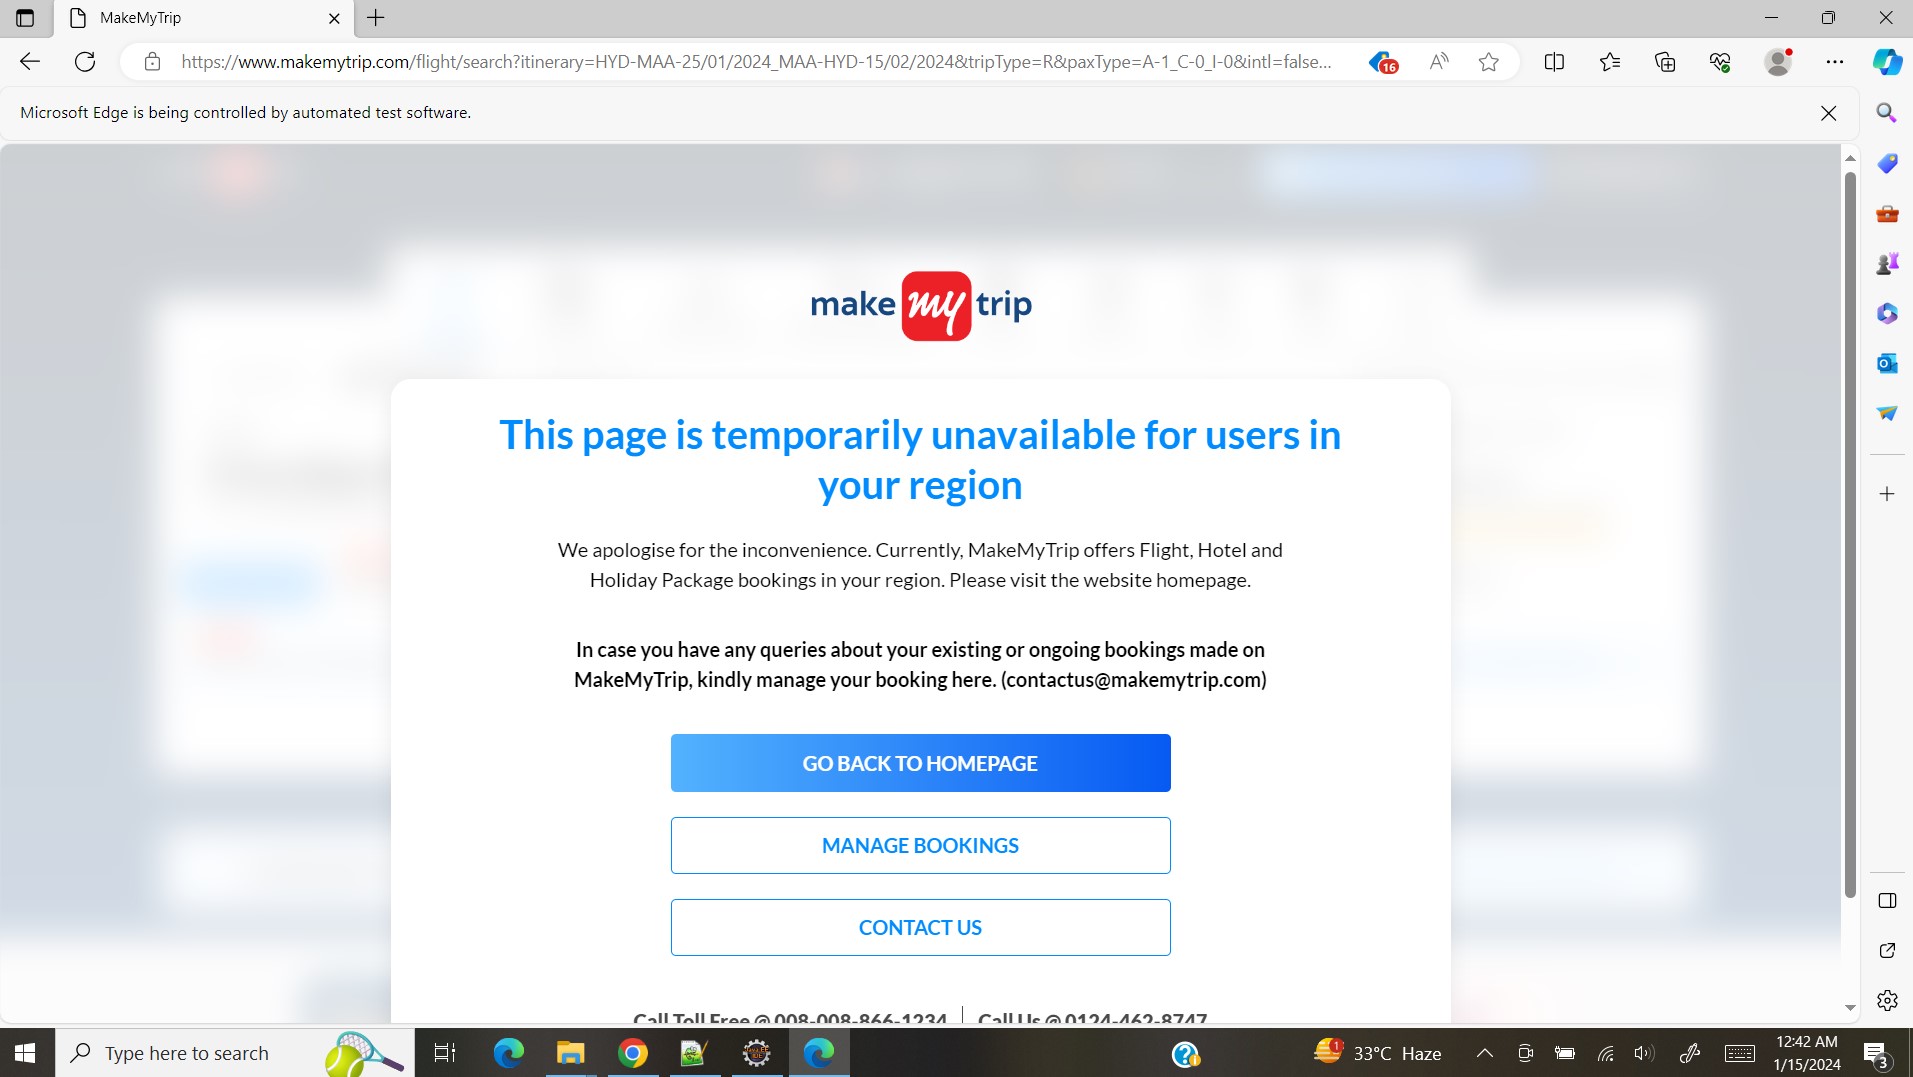 MakeMyTrip
https://www.makemytrip.com/flight/search?itinerary=HYD-MAA-25/01/2024_MAA-HYD-15/02/2024&tripType=R&paxType=A-1_C-0_I-0&intl=false...
16
Microsoft Edge is being controlled by automated test software.
make my trip
This page is temporarily unavailable for users in
your region
We apologise for the inconvenience. Currently, MakeMyTrip offers Flight, Hotel and
Holiday Package bookings in your region. Please visit the website homepage.
In case you have any queries about your existing or ongoing bookings made on
MakeMyTrip, kindly manage your booking here. (contactus@makemytrip.com)
GO BACK TO HOMEPAGE
MANAGE BOOKINGS
CONTACT US
Call Toll Free @ 008-008-866-1234 | Call Us @ 0124-462-8747
Type here to search
1
33°C Haze
12:42 AM
1/15/2024
3